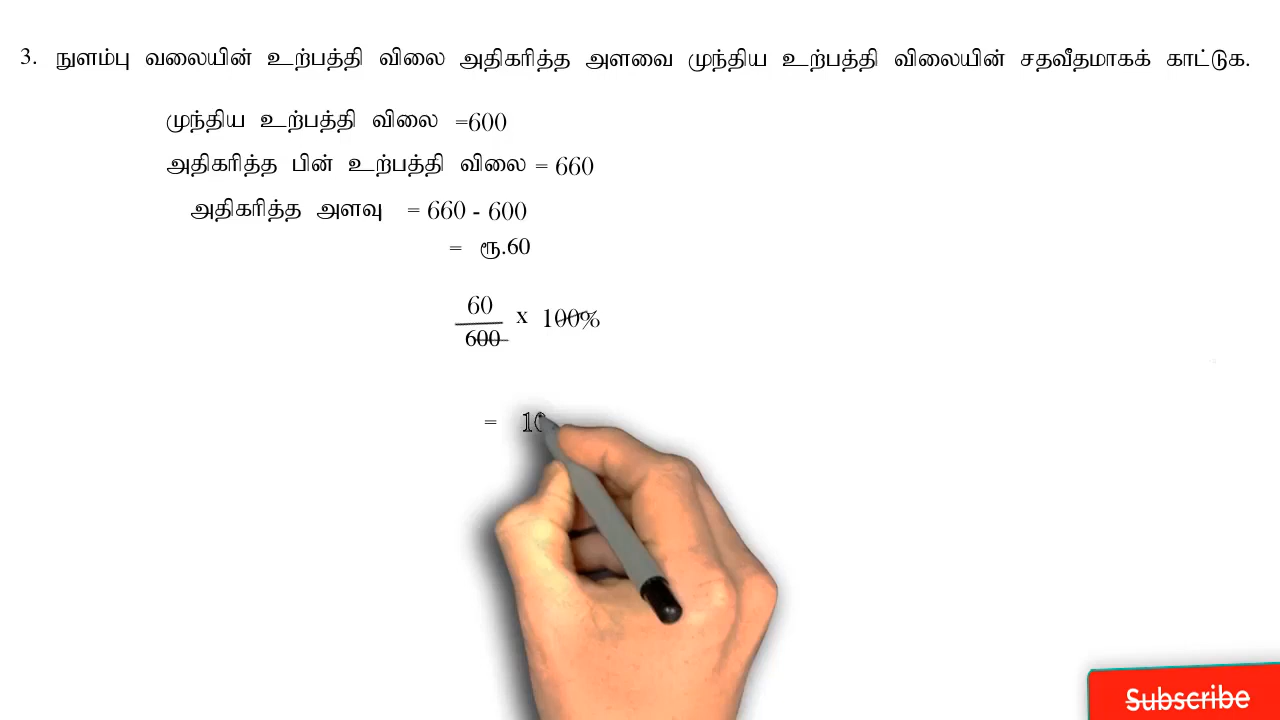 3. நுளம்பு வலையின் உற்பத்தி விலை அதிகரித்த அளவை முந்திய உற்பத்தி விலையின் சதவீதமாகக் காட்டுக.
முந்திய உற்பத்தி விலை =600
அதிகரித்த பின் உற்பத்தி விலை = 660
அதிகரித்த அளவு = 660 - 600
= ரூ.60
60
600
x 100%
= 10
Subscribe